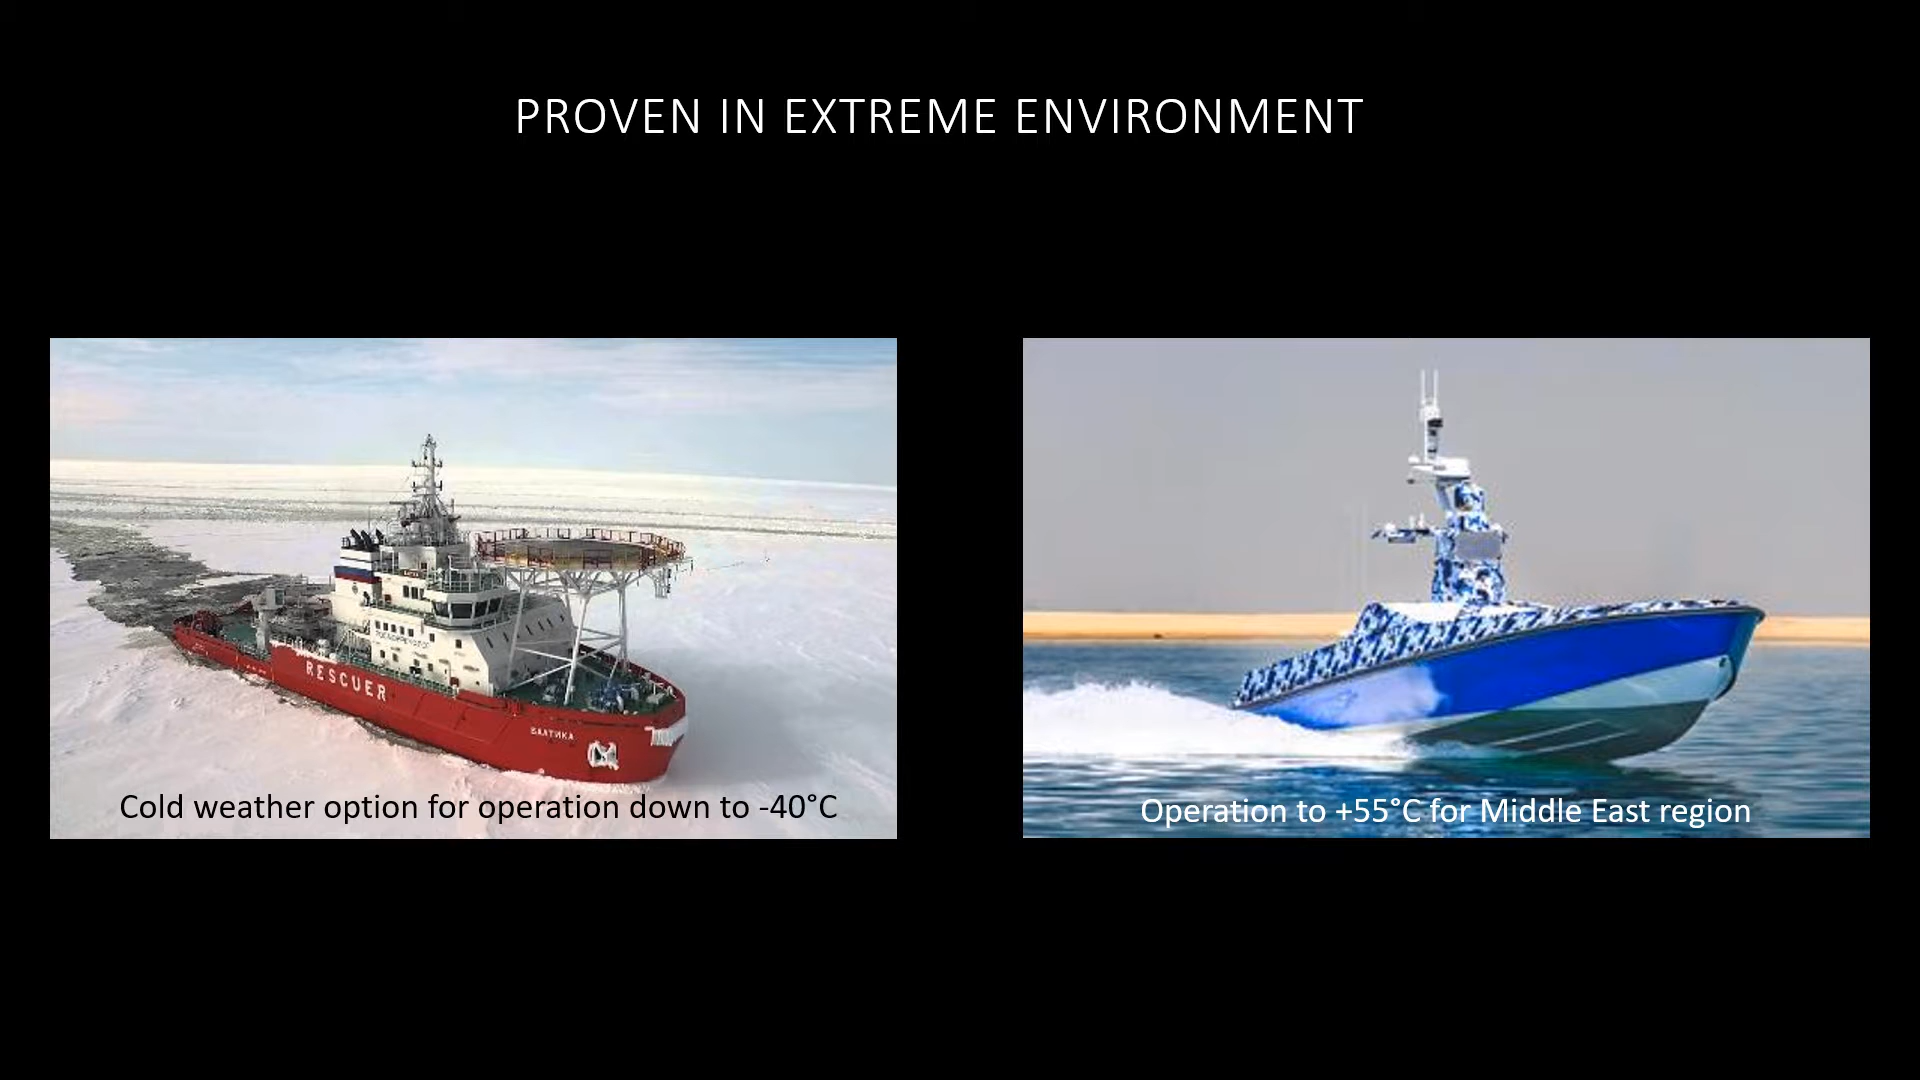 PROVEN IN EXTREME ENVIRONMENT
RESCUER
БАЛТИКА
Cold weather option for operation down to -40°C
Operation to +55°C for Middle East region